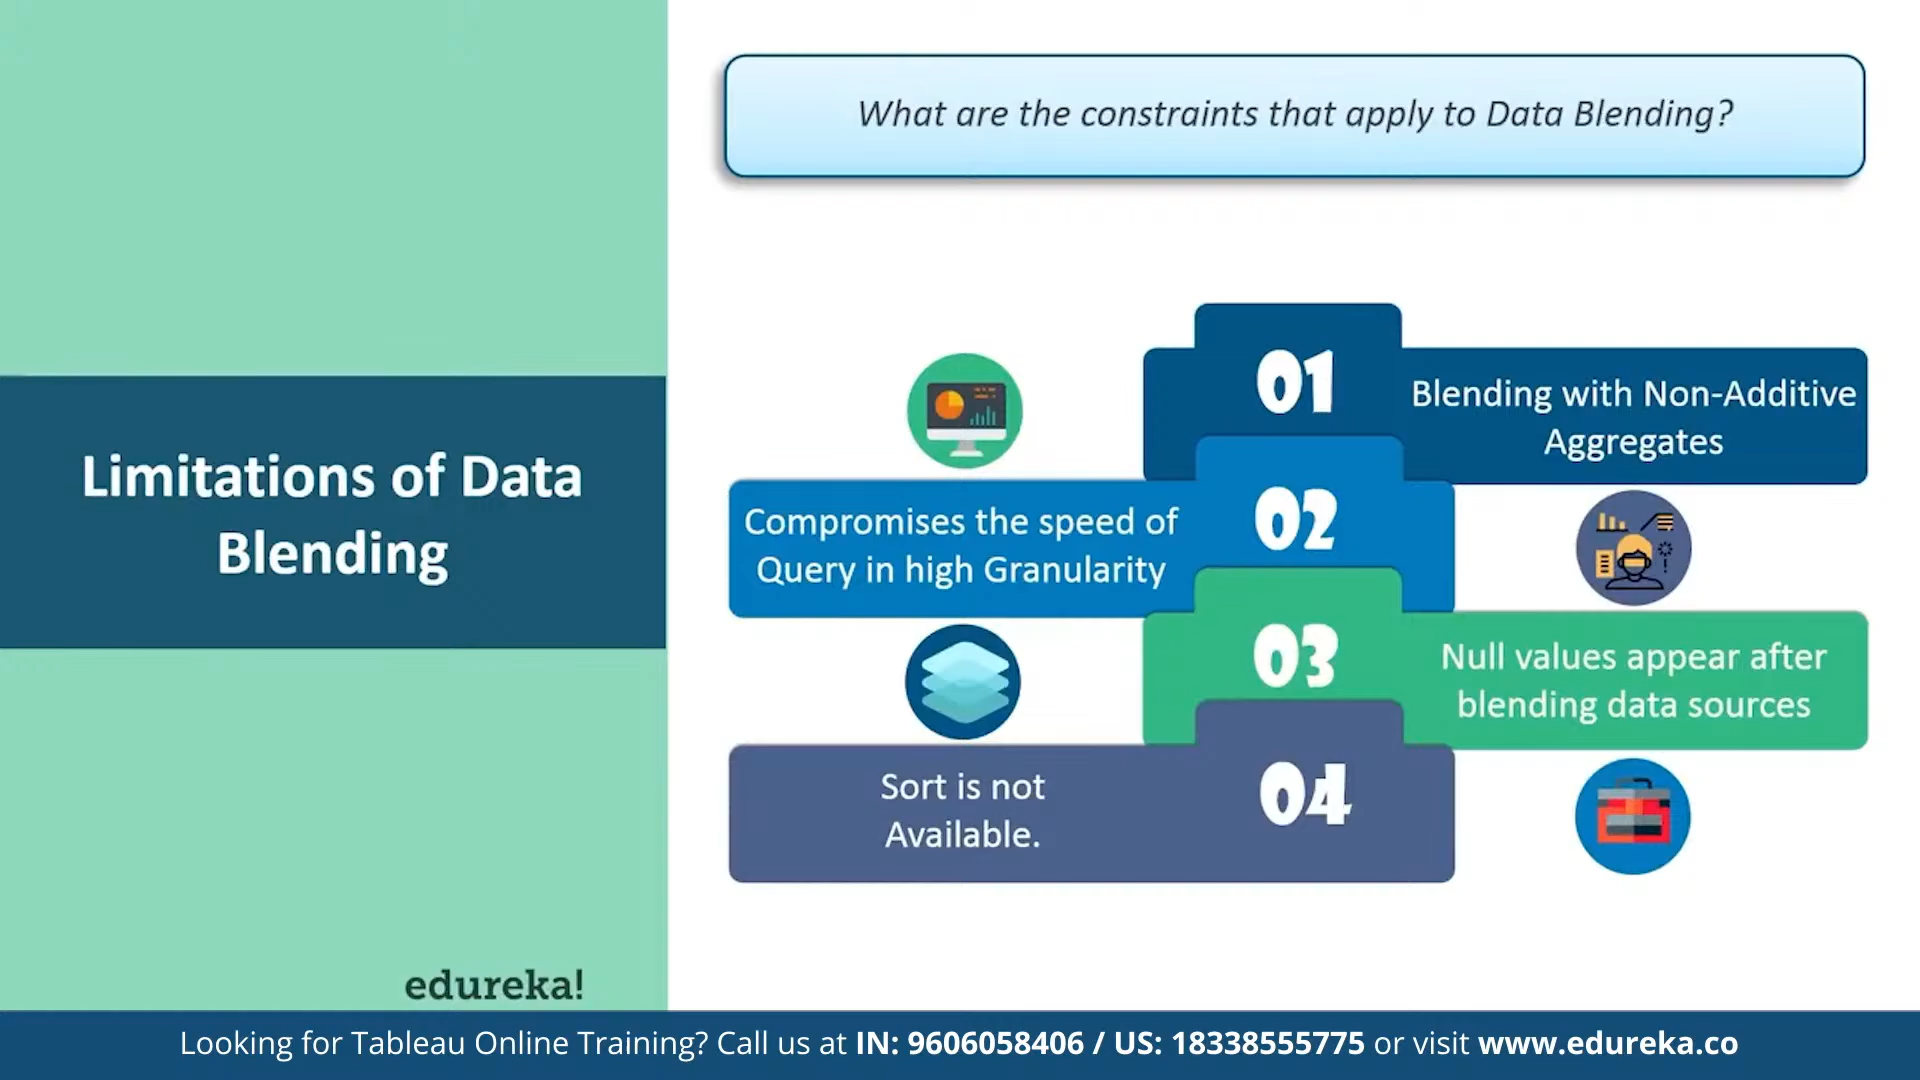 What are the constraints that apply to Data Blending?
Limitations of Data
Blending
01
Blending with Non-Additive
Aggregates
Compromises the speed of
Query in high Granularity
02
03
Null values appear after
blending data sources
Sort is not
Available.
04
edureka!
Looking for Tableau Online Training? Call us at IN: 9606058406 / US: 18338555775 or visit www.edureka.co